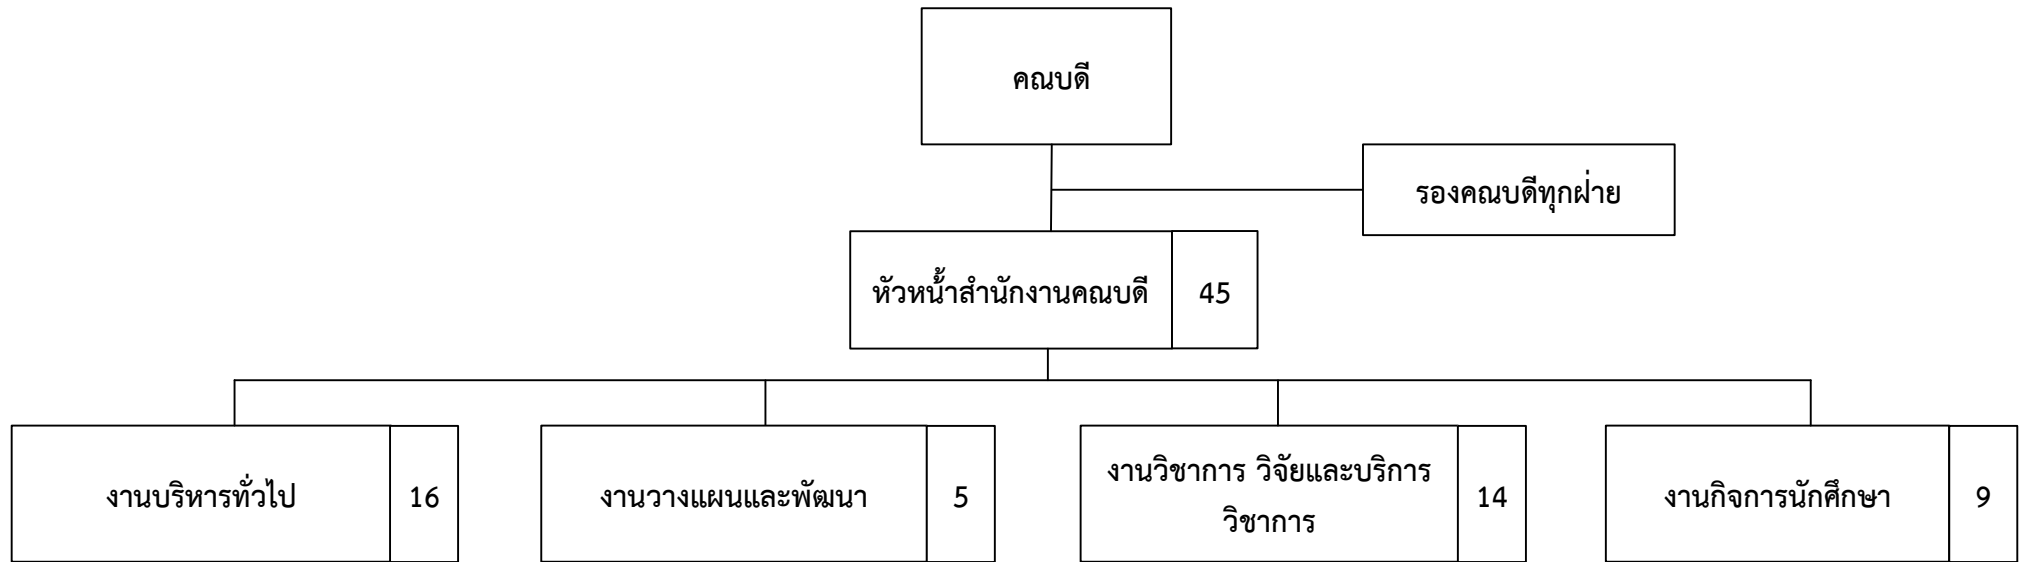 คณบดี
รองคณบดีทุกฝ่าย
หัวหน้าสำนักงานคณบดี 45
งานบริหารทั่วไป 16
งานวางแผนและพัฒนา 5
งานวิชาการ วิจัยและบริการ
วิชาการ 14
งานกิจการนักศึกษา 9